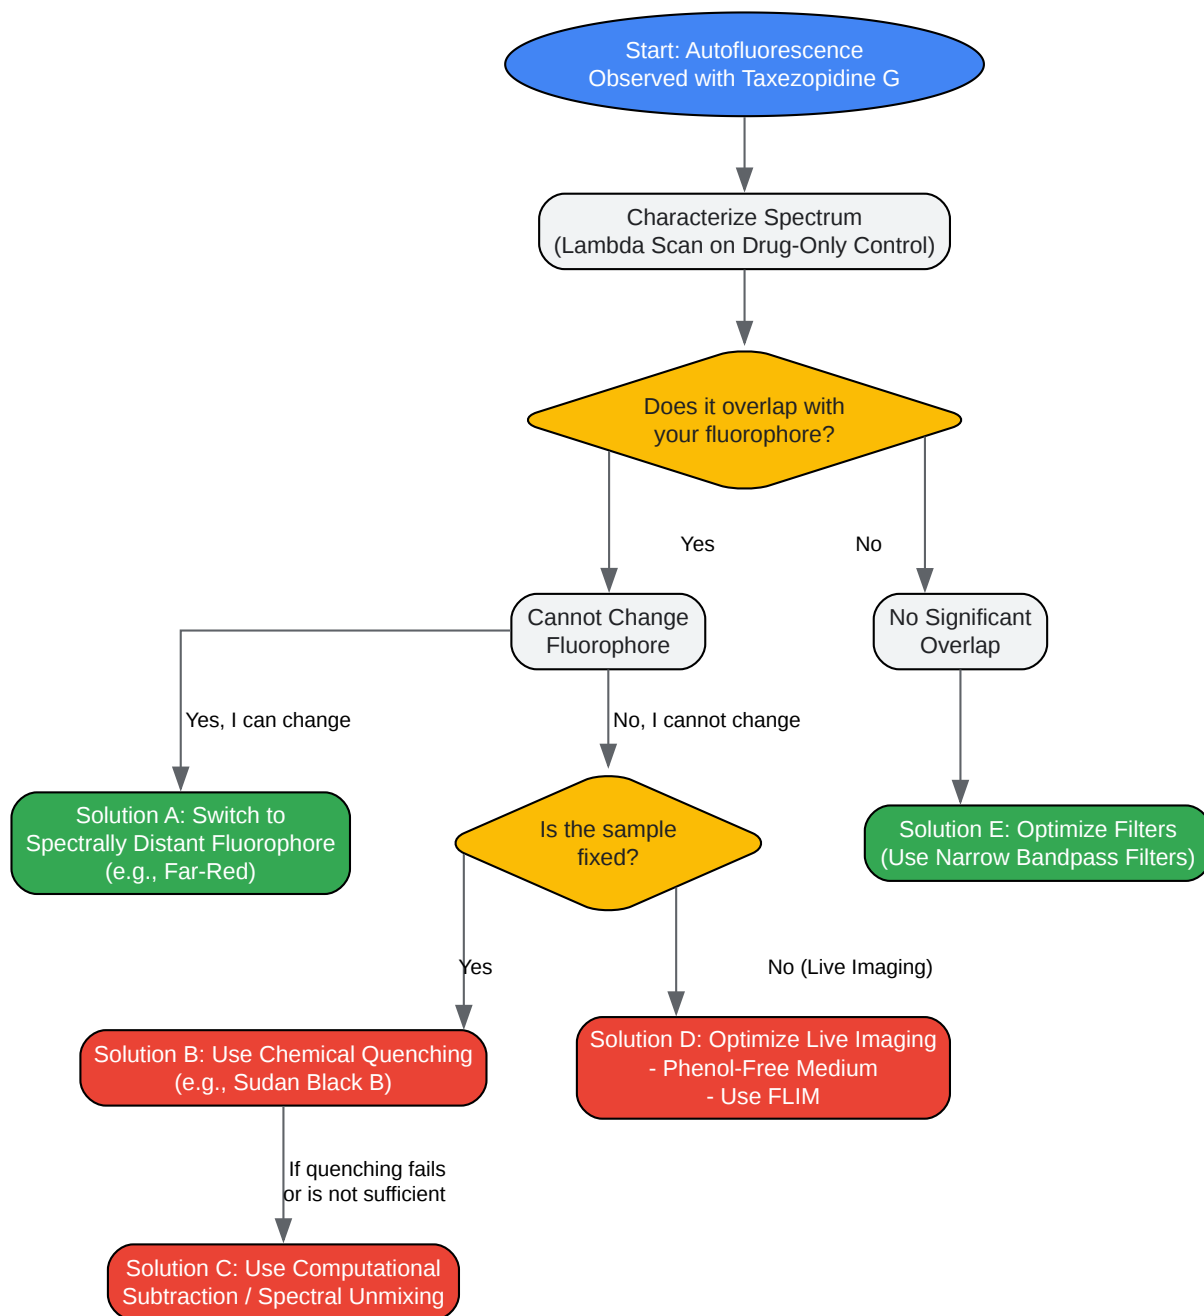 Start: Autofluorescence
Observed with Taxezopidine G
Characterize Spectrum
(Lambda Scan on Drug-Only Control)
Does it overlap with
your fluorophore?
Yes
No
Cannot Change
Fluorophore
No Significant
Overlap
Yes, I can change
No, I cannot change
Solution A: Switch to
Spectrally Distant Fluorophore
(e.g., Far-Red)
Is the sample
fixed?
Solution E: Optimize Filters
(Use Narrow Bandpass Filters)
Yes
No (Live Imaging)
Solution B: Use Chemical Quenching
(e.g., Sudan Black B)
Solution D: Optimize Live Imaging
- Phenol-Free Medium
- Use FLIM
If quenching fails
or is not sufficient
Solution C: Use Computational
Subtraction / Spectral Unmixing